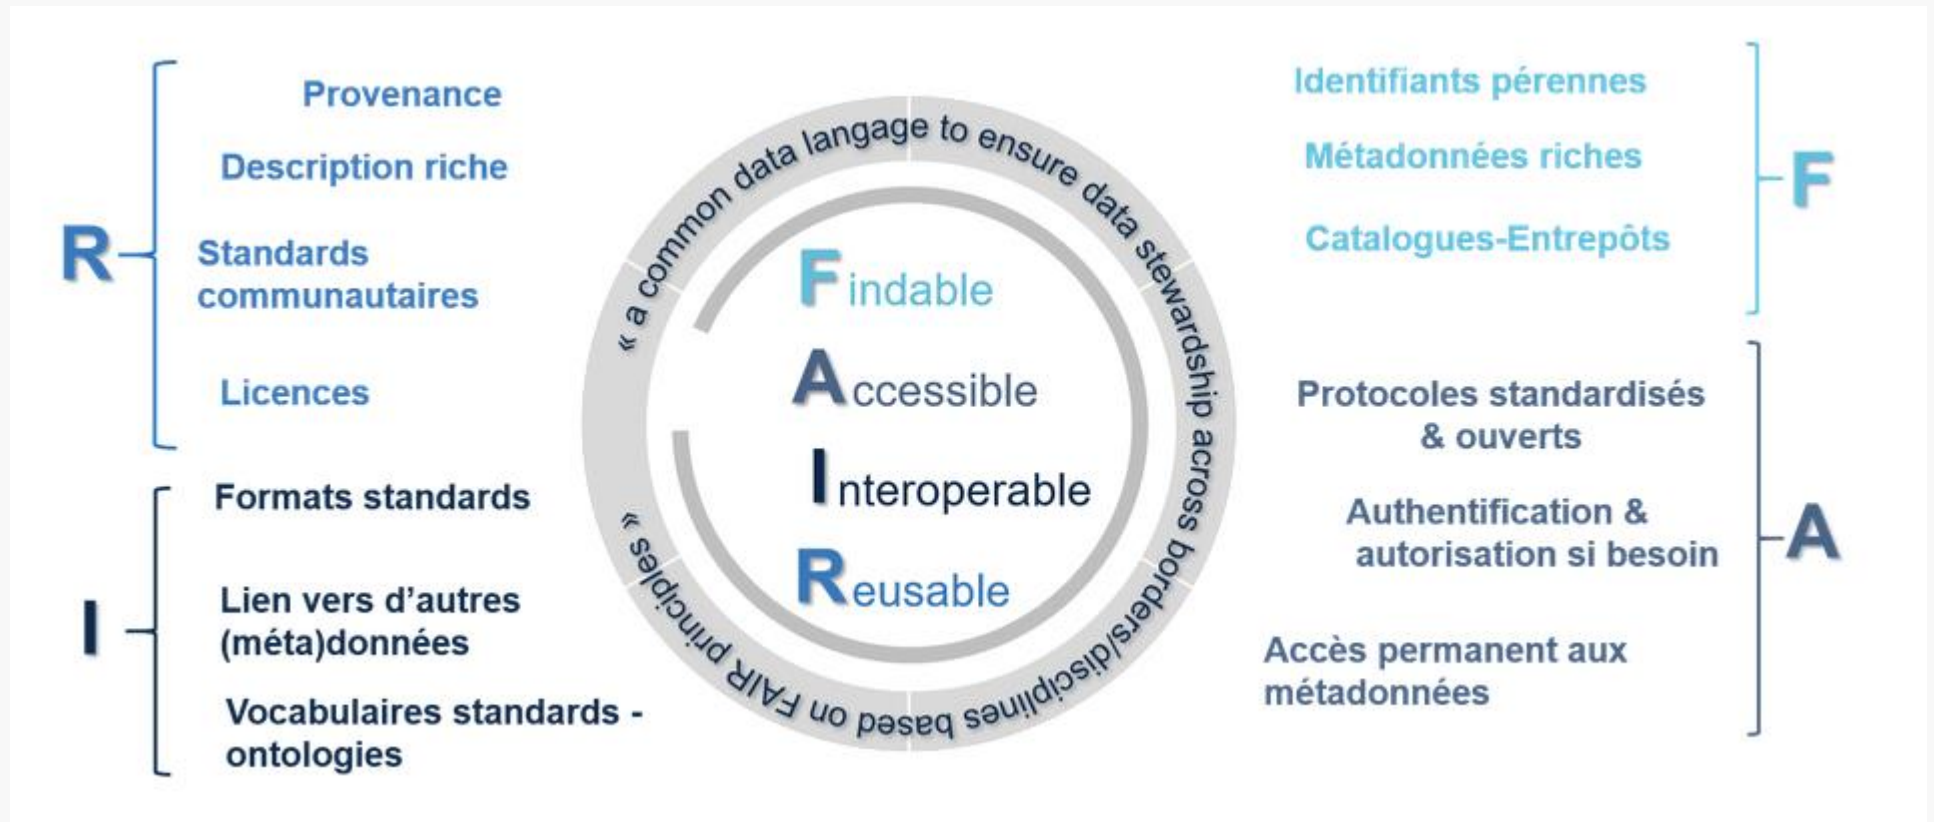 R
Provenance
Description riche
Standards
communautaires
Licences
I
Formats standards
Lien vers d’autres
(méta)données
Vocabulaires standards -
ontologies
« a common data langage to ensure data stewardship across borders/disciplines based on FAIR principles »
Findable
Accessible
Interoperable
Reusable
Identifiants pérennes
Métadonnées riches
Catalogues-Entrepôts
F
Protocoles standardisés
& ouverts
Authentification &
autorisation si besoin
Accès permanent aux
métadonnées
A